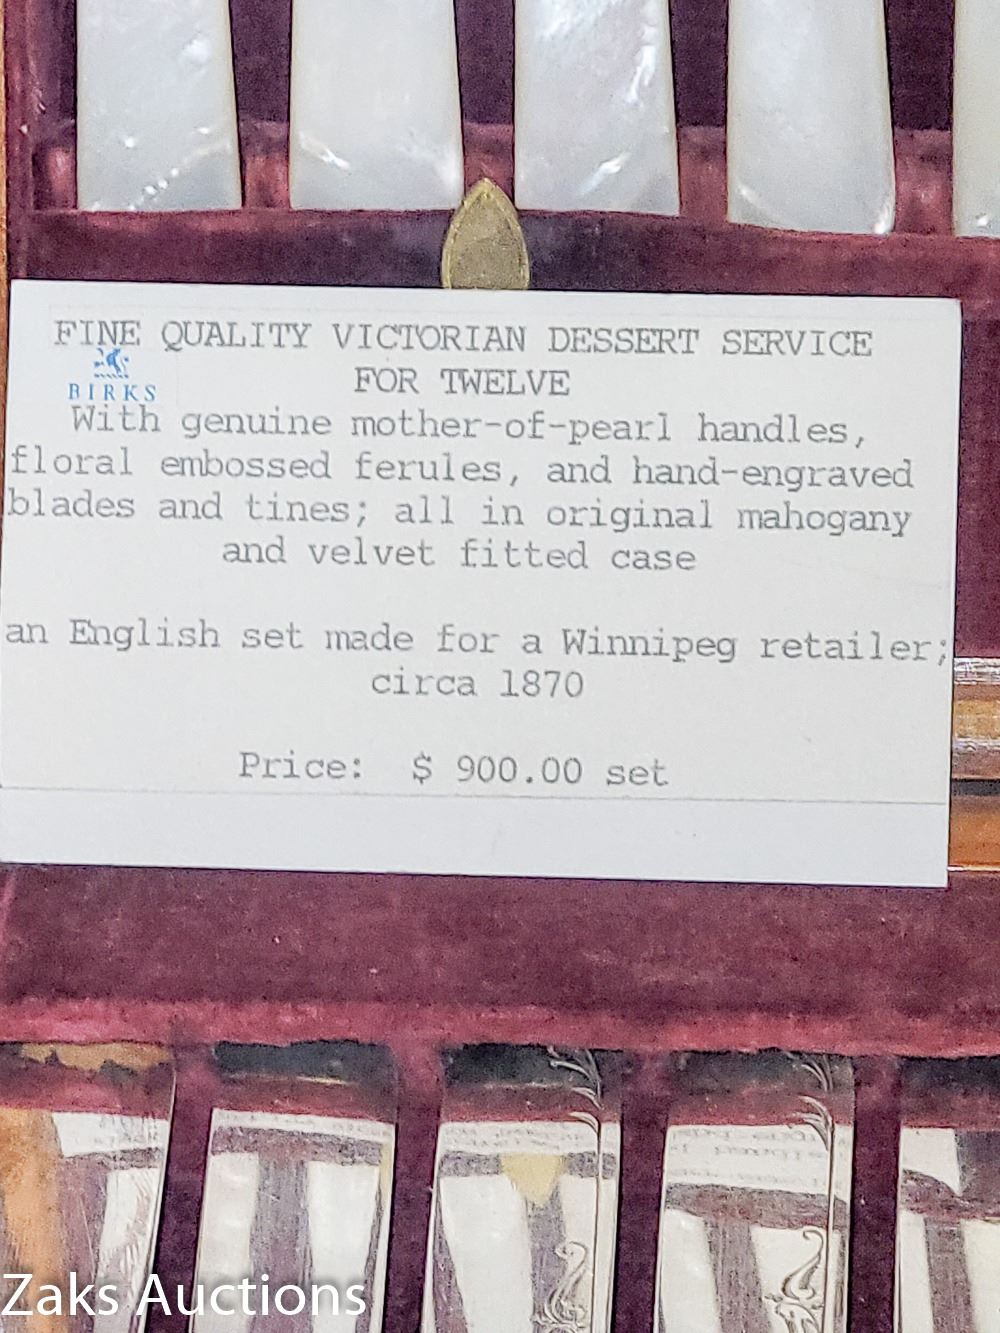 FINE QUALITY VICTORIAN DESSERT SERVICE
FOR TWELVE
BIRKS
With genuine mother-of-pearl handles,
floral embossed ferules, and hand-engraved
blades and tines; all in original mahogany
and velvet fitted case
an English set made for a Winnipeg retailer;
circa 1870
Price: $ 900.00 set
Zaks Auctions